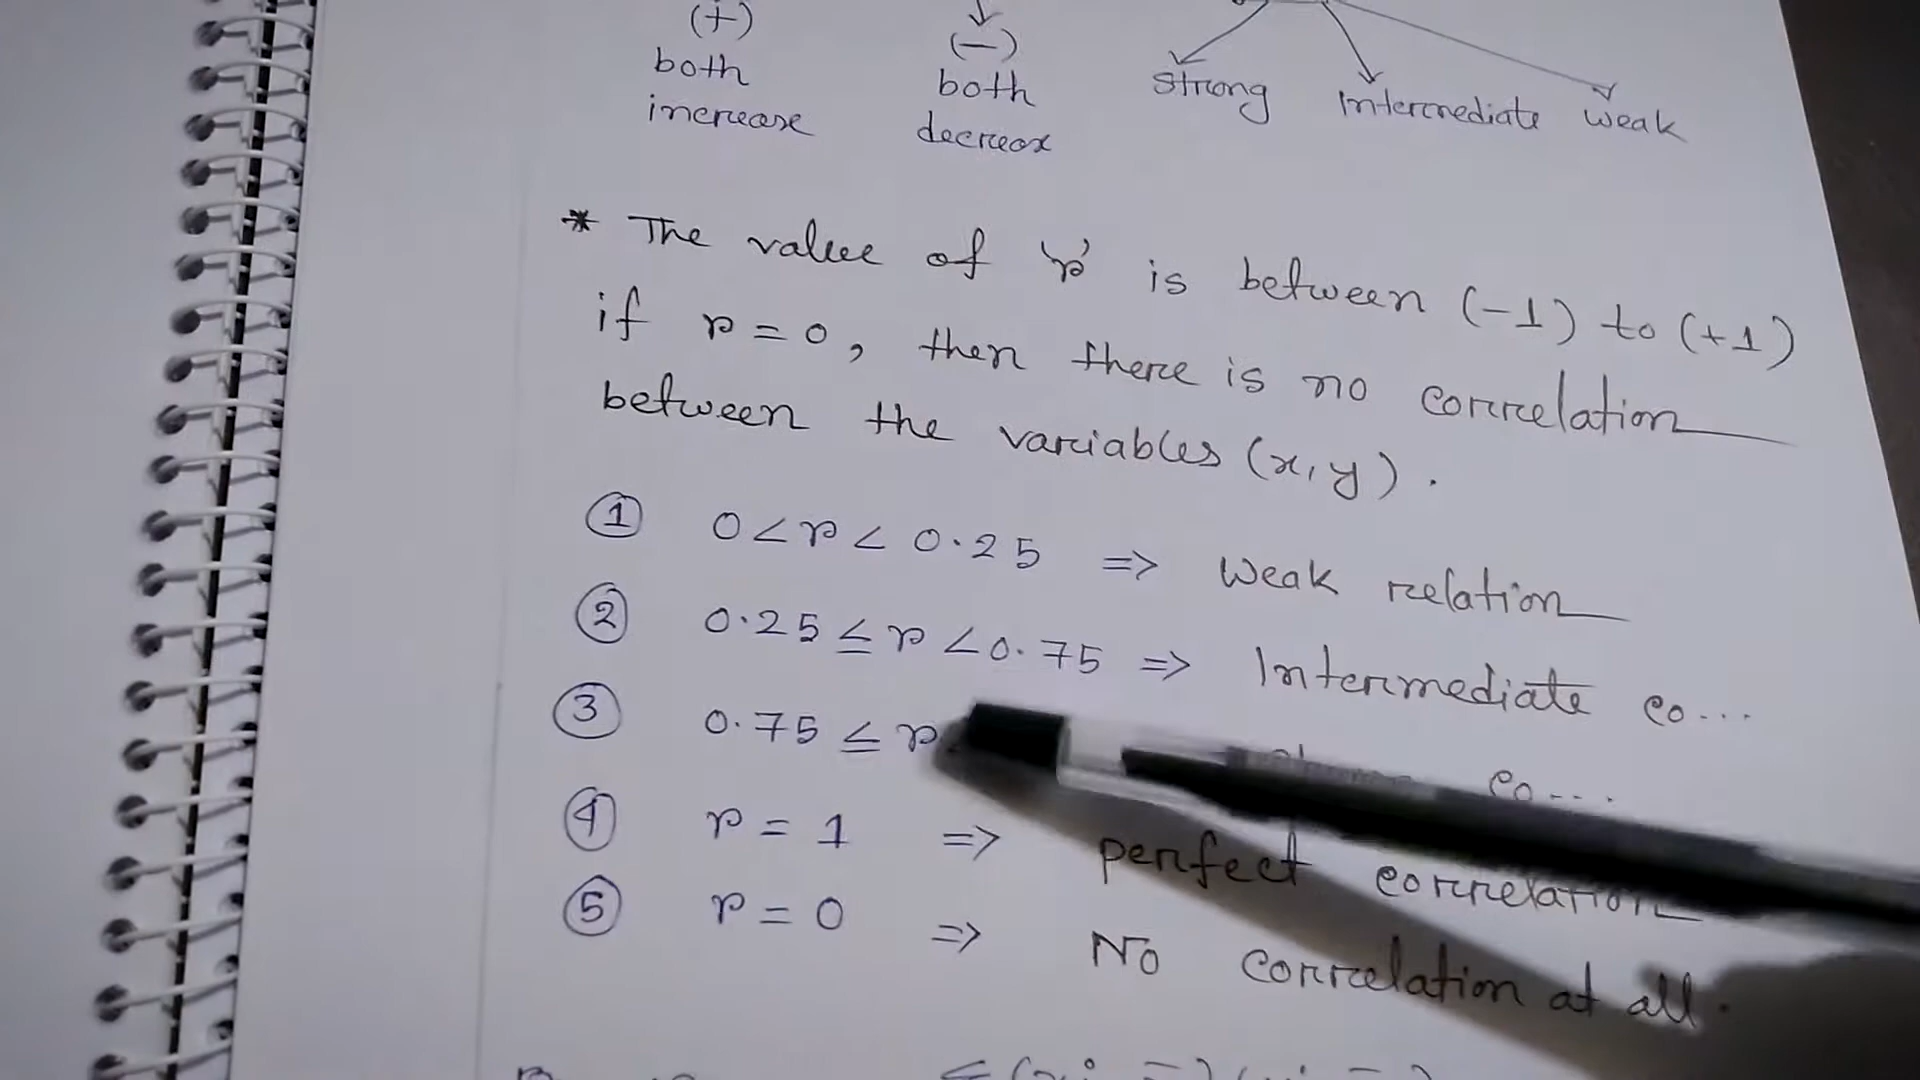 (+) (-)
both both strong Intermediate weak
increase decreax
* The value of 'r' is between (-1) to (+1)
if r = 0, then there is no correlation
between the variables (x, y).
① 0 < r < 0.25 => Weak relation
② 0.25 ≤ r < 0.75 => Intermediate co...
③ 0.75 ≤ r co....
④ r = 1 => perfect correlation
⑤ r = 0 => No correlation at all.